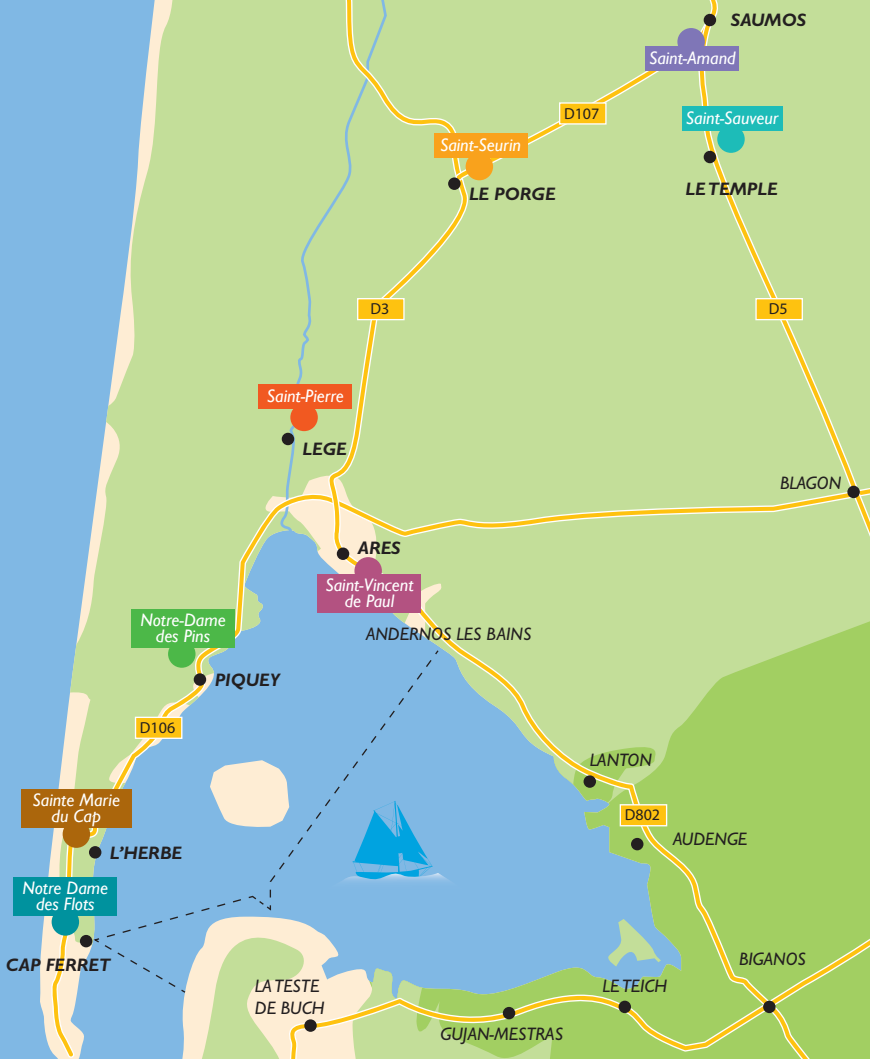 SAUMOS
Saint-Amand
D107
Saint-Sauveur
Saint-Seurin
LE TEMPLE
LE PORGE
D3
D5
Saint-Pierre
LEGE
BLAGON
ARES
Saint-Vincent
de Paul
Notre-Dame
des Pins
ANDERNOS LES BAINS
PIQUEY
D106
LANTON
Sainte Marie
du Cap
D802
AUDENGE
L'HERBE
Notre Dame
des Flots
CAP FERRET
BIGANOS
LA TESTE
DE BUCH
LE TEICH
GUJAN-MESTRAS